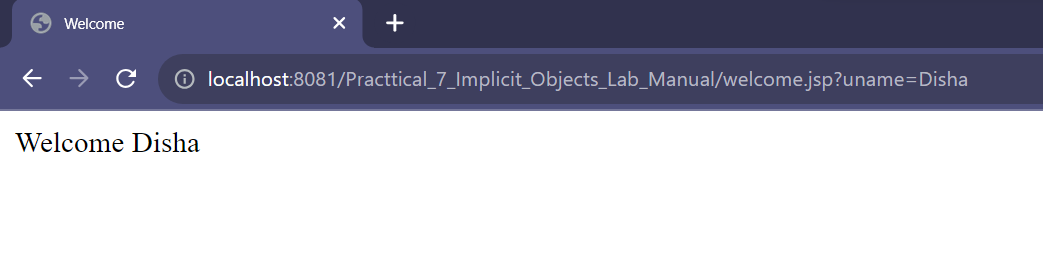 Welcome
localhost:8081/Practtical_7_Implicit_Objects_Lab_Manual/welcome.jsp?uname=Disha
Welcome Disha